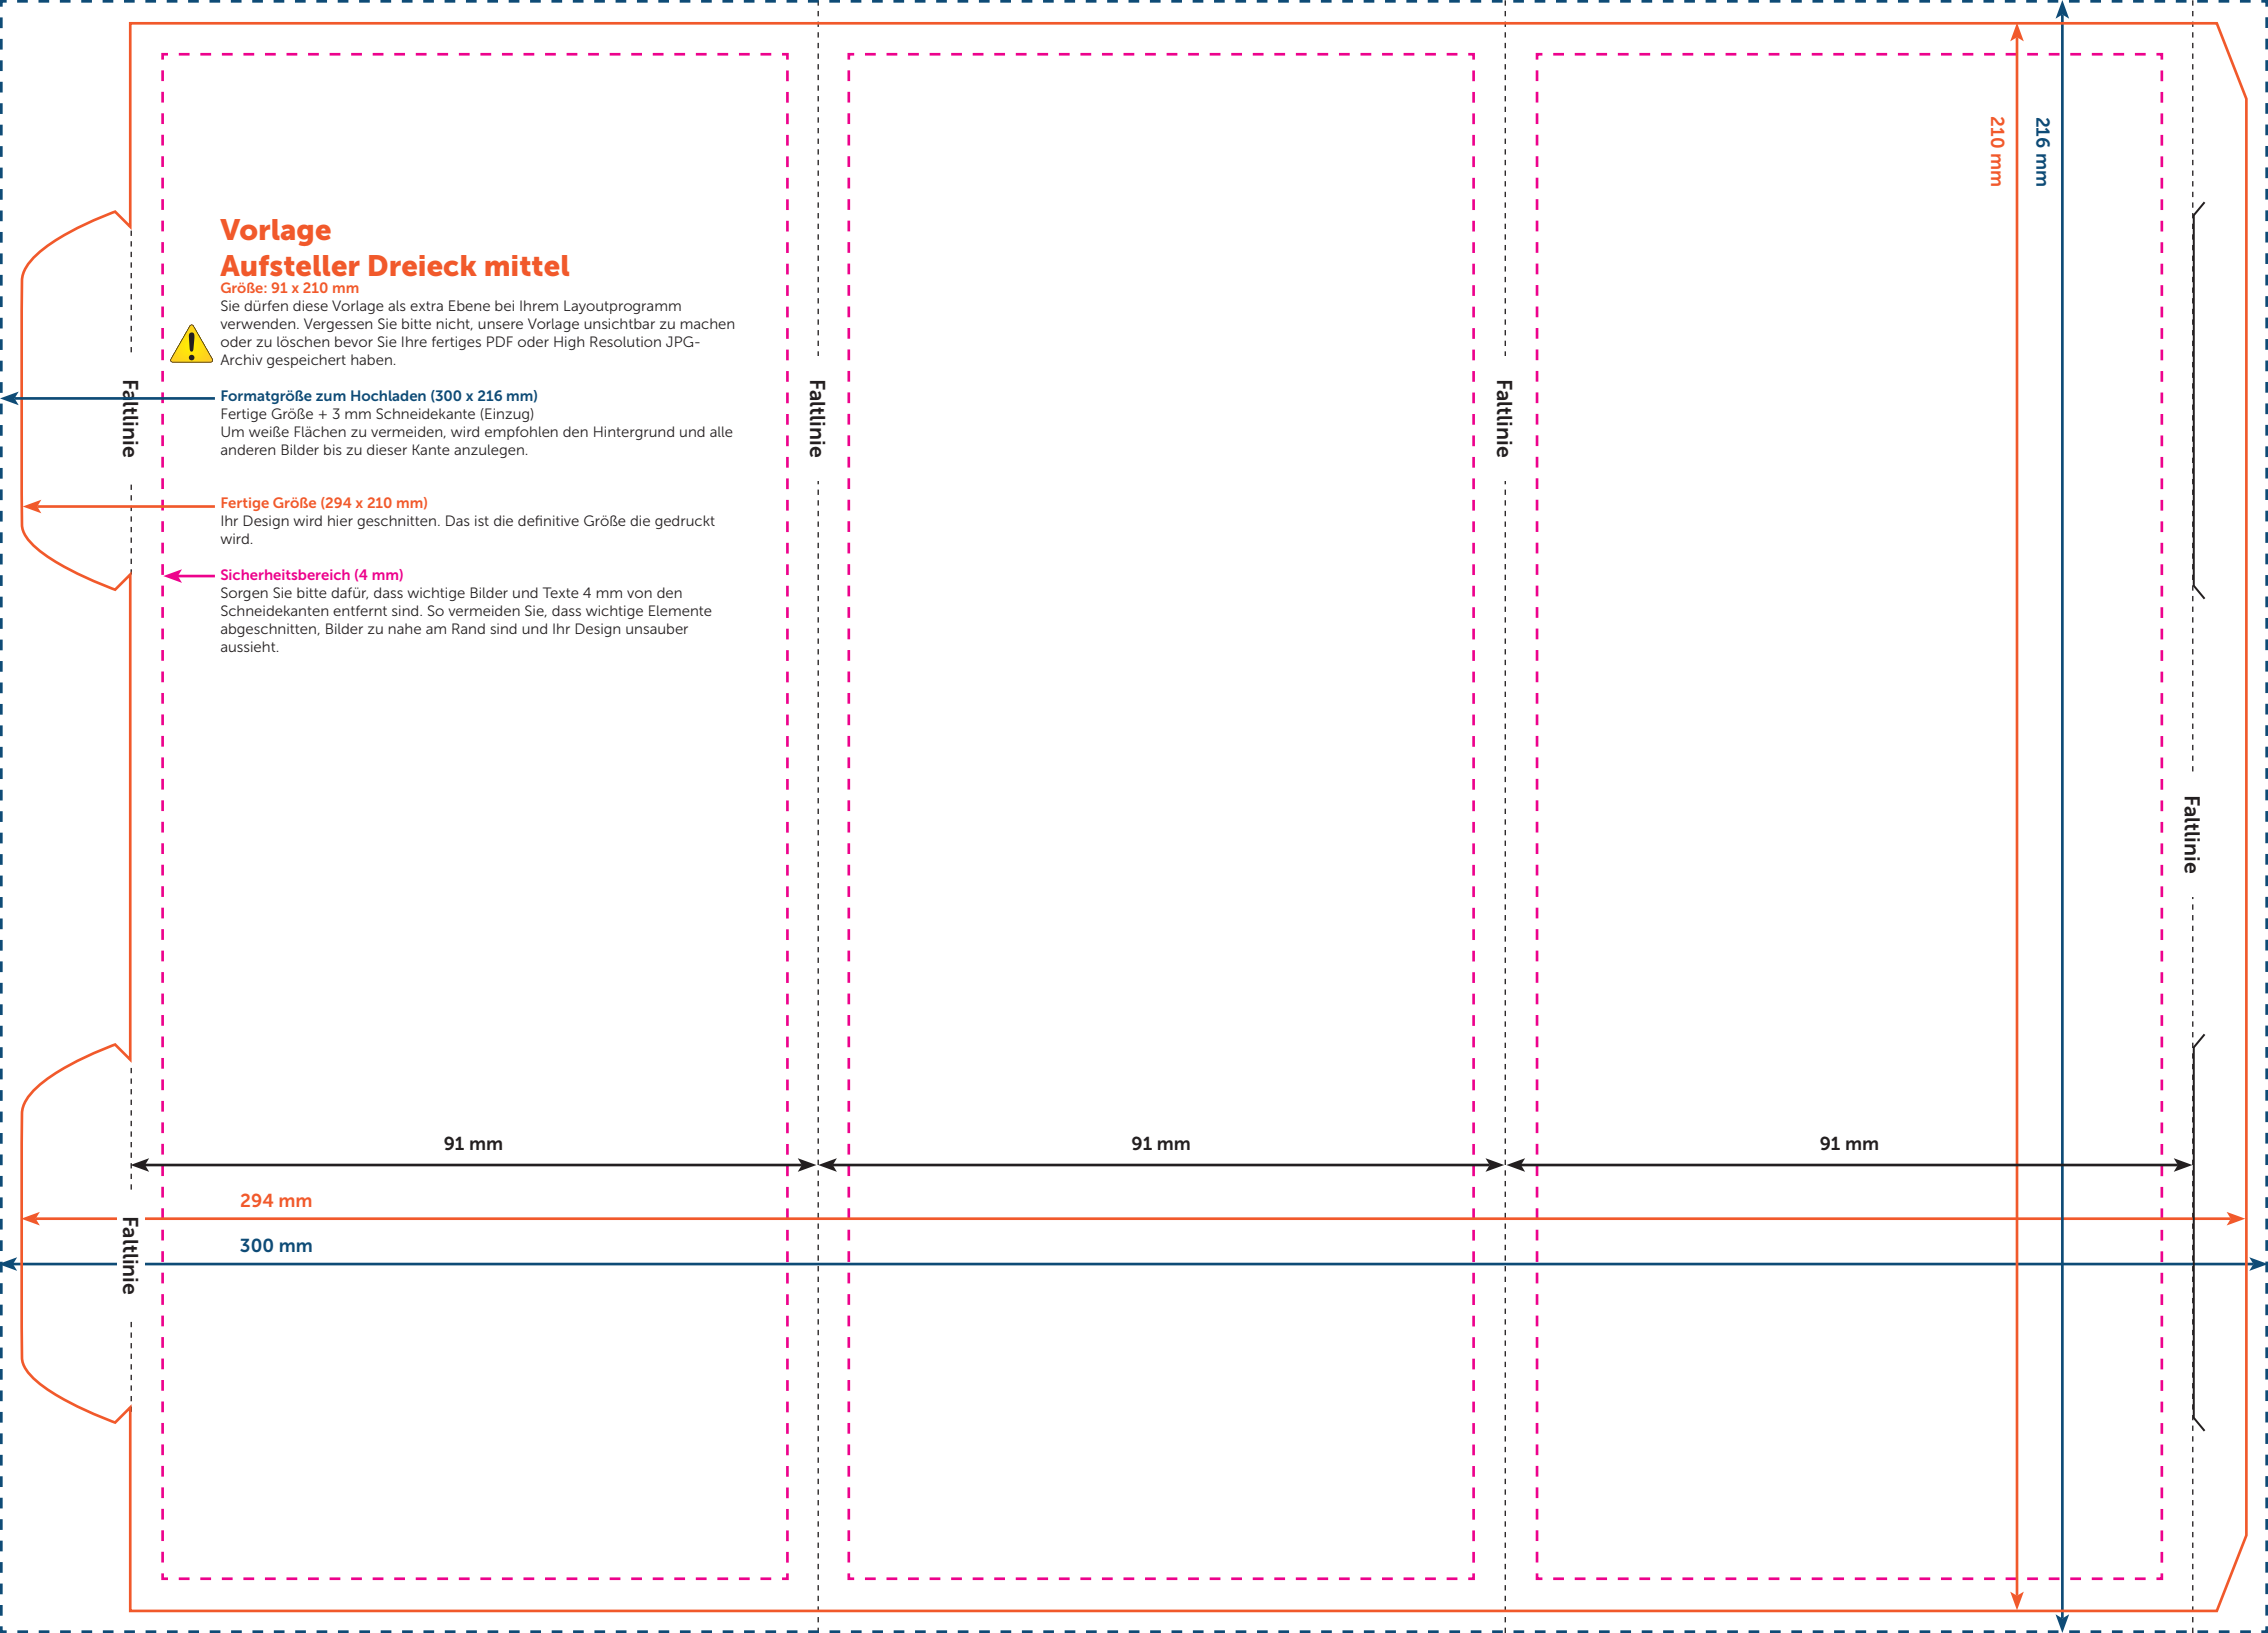 Vorlage
Aufsteller Dreieck mittel
Größe: 91 x 210 mm
Sie dürfen diese Vorlage als extra Ebene bei Ihrem Layoutprogramm
verwenden. Vergessen Sie bitte nicht, unsere Vorlage unsichtbar zu machen
oder zu löschen bevor Sie Ihre fertiges PDF oder High Resolution JPG-
Archiv gespeichert haben.
Formatgröße zum Hochladen (300 x 216 mm)
Fertige Größe + 3 mm Schneidekante (Einzug)
Um weiße Flächen zu vermeiden, wird empfohlen den Hintergrund und alle
anderen Bilder bis zu dieser Kante anzulegen.
Fertige Größe (294 x 210 mm)
Ihr Design wird hier geschnitten. Das ist die definitive Größe die gedruckt
wird.
Sicherheitsbereich (4 mm)
Sorgen Sie bitte dafür, dass wichtige Bilder und Texte 4 mm von den
Schneidekanten entfernt sind. So vermeiden Sie, dass wichtige Elemente
abgeschnitten, Bilder zu nahe am Rand sind und Ihr Design unsauber
aussieht.
Faltlinie
Faltlinie
Faltlinie
210 mm
216 mm
Faltlinie
91 mm
91 mm
91 mm
294 mm
300 mm
Faltlinie